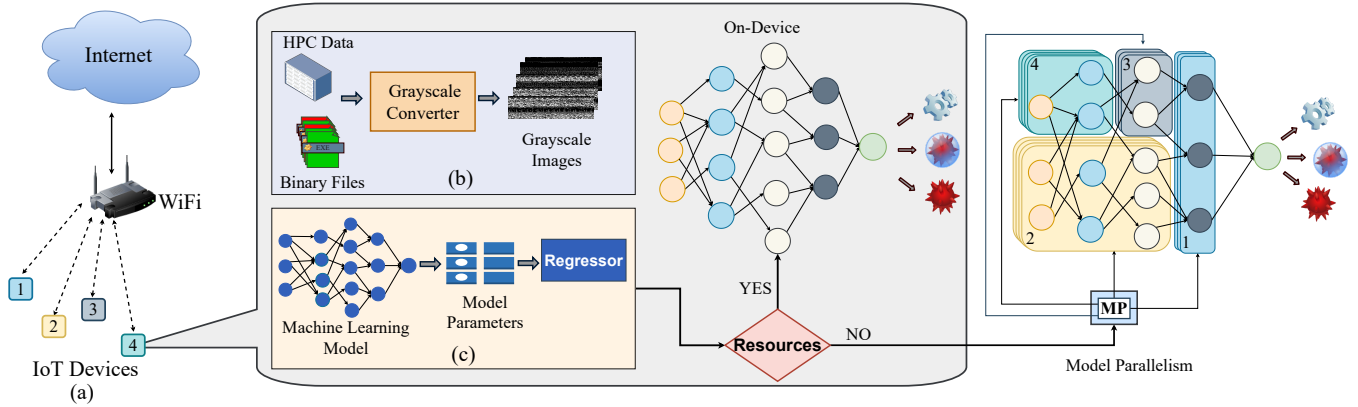 Internet
WiFi
1
2
3
4
IoT Devices
(a)
HPC Data
EXE
Binary Files
Grayscale
Converter
Grayscale
Images
(b)
Machine Learning
Model
Model
Parameters
Regressor
(c)
On-Device
YES
Resources
NO
4
3
2
1
MP
Model Parallelism